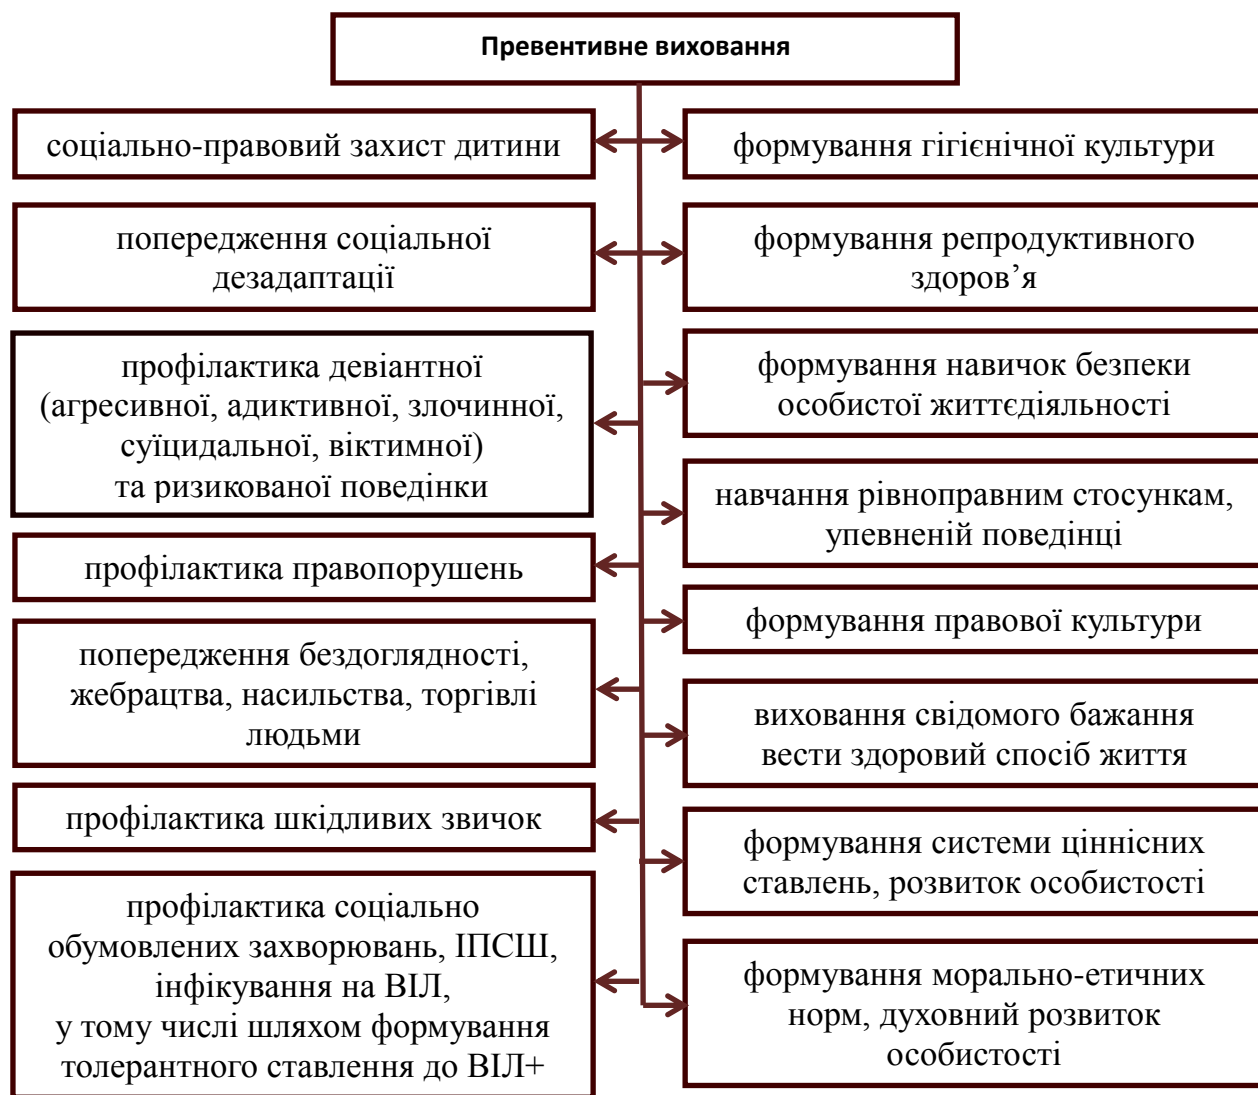 Превентивне виховання
соціально-правовий захист дитини
попередження соціальної
дезадаптації
профілактика девіантної
(агресивної, адиктивної, злочинної,
суїцидальної, віктимної)
та ризикованої поведінки
профілактика правопорушень
попередження бездоглядності,
жебрацтва, насильства, торгівлі
людьми
профілактика шкідливих звичок
профілактика соціально
обумовлених захворювань, ІПСШ,
інфікування на ВІЛ,
у тому числі шляхом формування
толерантного ставлення до ВІЛ+
формування гігієнічної культури
формування репродуктивного
здоров’я
формування навичок безпеки
особистої життєдіяльності
навчання рівноправним стосункам,
упевненій поведінці
формування правової культури
виховання свідомого бажання
вести здоровий спосіб життя
формування системи ціннісних
ставлень, розвиток особистості
формування морально-етичних
норм, духовний розвиток
особистості